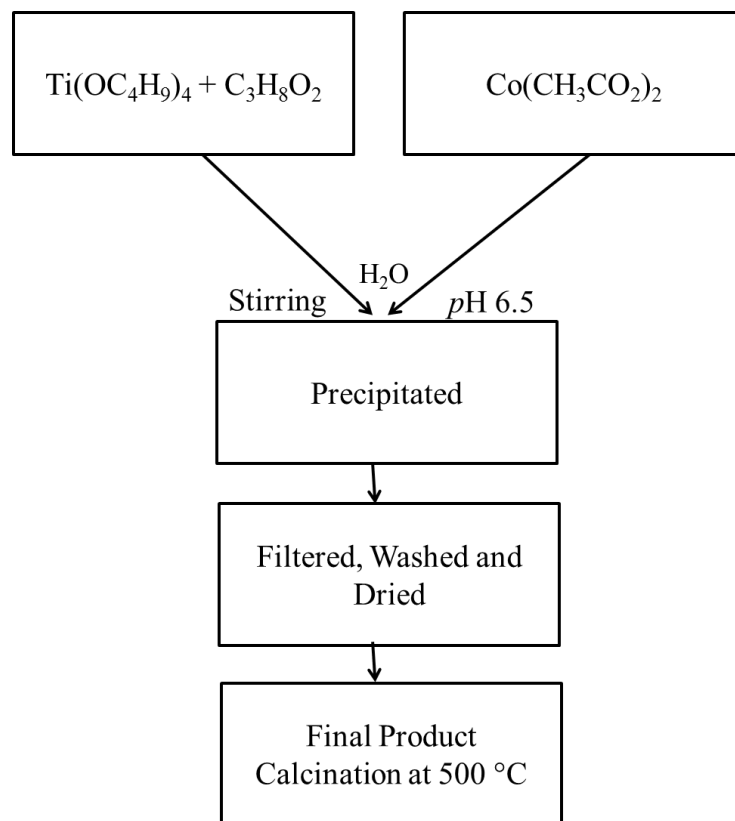 Ti(OC₄H₉)₄ + C₃H₈O₂
Co(CH₃CO₂)₂
H₂O
Stirring
pH 6.5
Precipitated
Filtered, Washed and
Dried
Final Product
Calcination at 500 °C